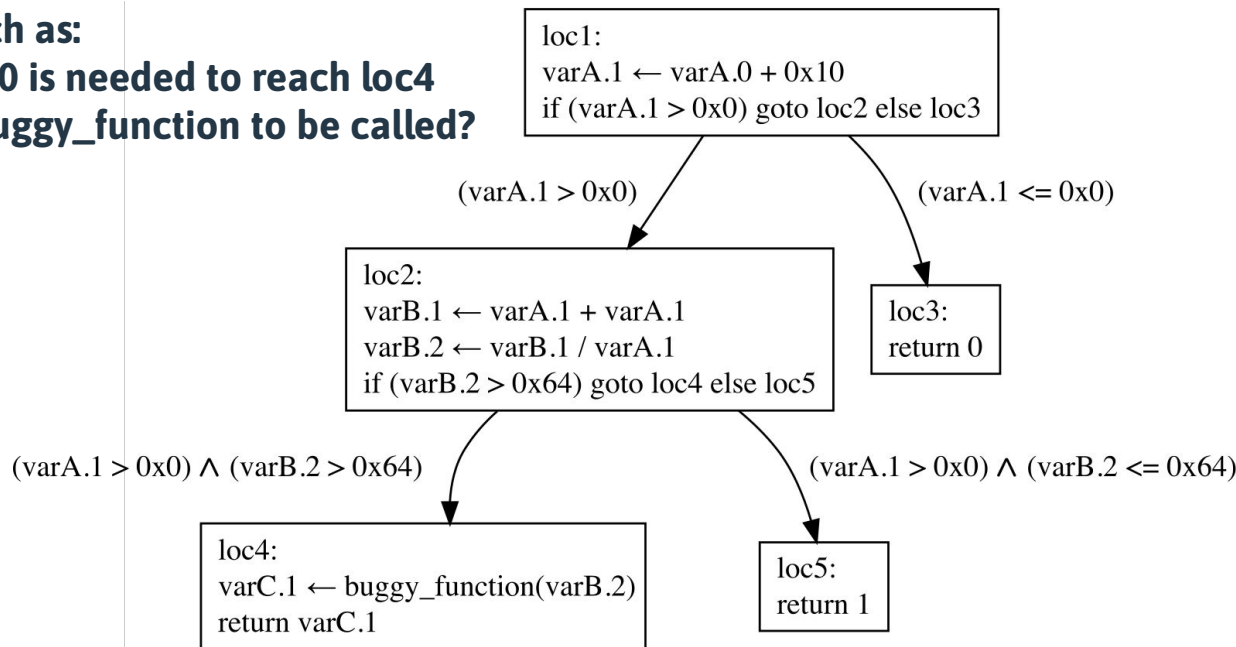 ch as:
0 is needed to reach loc4
uggy_function to be called?
loc1:
varA.1 ← varA.0 + 0x10
if (varA.1 > 0x0) goto loc2 else loc3
(varA.1 > 0x0)
(varA.1 <= 0x0)
loc2:
varB.1 ← varA.1 + varA.1
varB.2 ← varB.1 / varA.1
if (varB.2 > 0x64) goto loc4 else loc5
loc3:
return 0
(varA.1 > 0x0) ∧ (varB.2 > 0x64)
(varA.1 > 0x0) ∧ (varB.2 <= 0x64)
loc4:
varC.1 ← buggy_function(varB.2)
return varC.1
loc5:
return 1